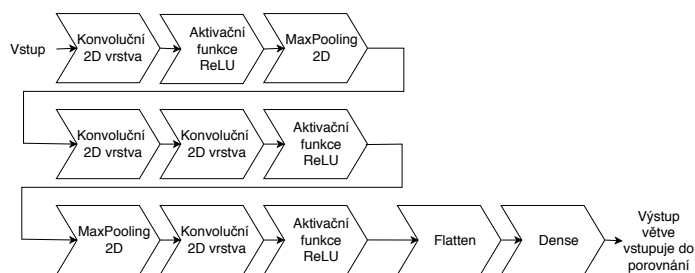 Vstup
Konvoluční
2D vrstva
Aktivační
funkce
ReLU
MaxPooling
2D
Konvoluční
2D vrstva
Konvoluční
2D vrstva
Aktivační
funkce
ReLU
MaxPooling
2D
Konvoluční
2D vrstva
Aktivační
funkce
ReLU
Flatten
Dense
Výstup
větve
vstupuje do
porovnání